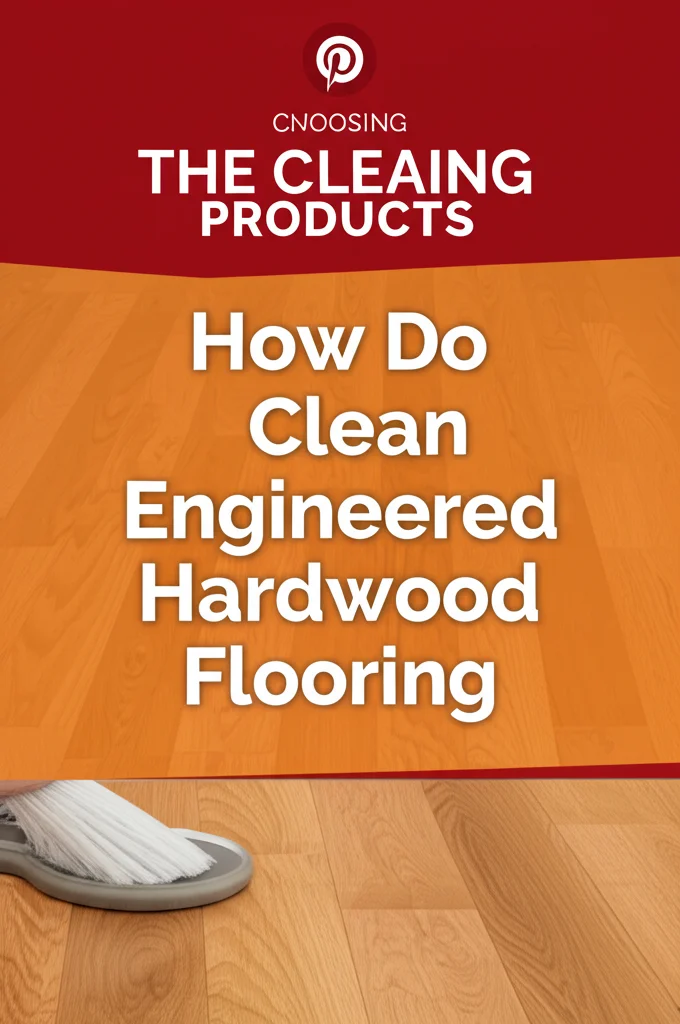 CNOOSING
THE CLEAING
PRODUCTS
How Do
Clean
Engineered
Hardwood
Flooring